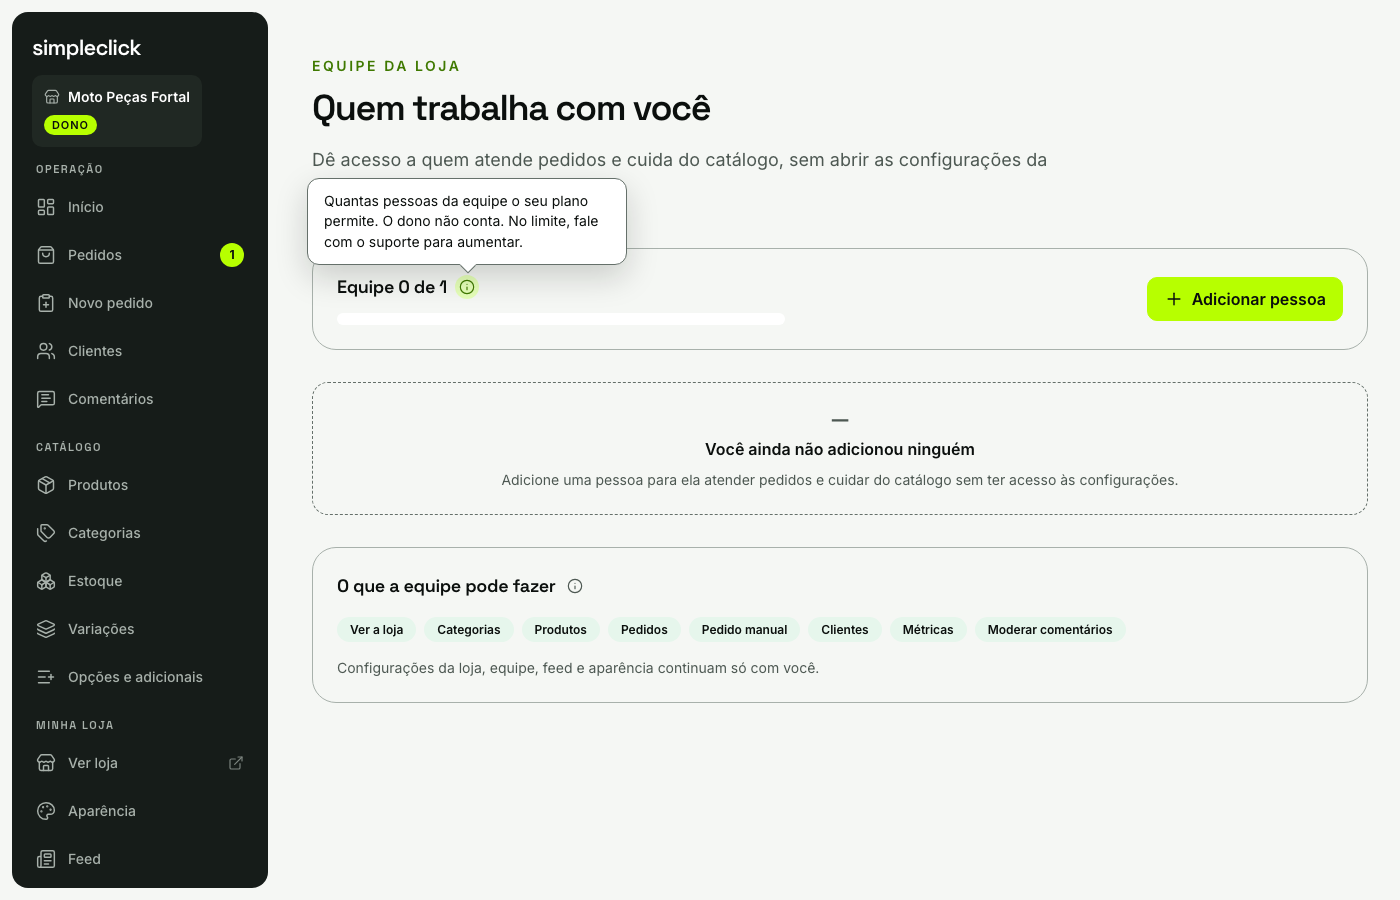 simpleclick
Moto Peças Fortal
DONO
OPERAÇÃO
Início
Pedidos
1
Novo pedido
Clientes
Comentários
CATÁLOGO
Produtos
Categorias
Estoque
Variações
Opções e adicionais
MINHA LOJA
Ver loja
Aparência
Feed
EQUIPE DA LOJA
Quem trabalha com você
Dê acesso a quem atende pedidos e cuida do catálogo, sem abrir as configurações da
Quantas pessoas da equipe o seu plano
permite. O dono não conta. No limite, fale
com o suporte para aumentar.
Equipe 0 de 1
Adicionar pessoa
Você ainda não adicionou ninguém
Adicione uma pessoa para ela atender pedidos e cuidar do catálogo sem ter acesso às configurações.
O que a equipe pode fazer
Ver a loja
Categorias
Produtos
Pedidos
Pedido manual
Clientes
Métricas
Moderar comentários
Configurações da loja, equipe, feed e aparência continuam só com você.